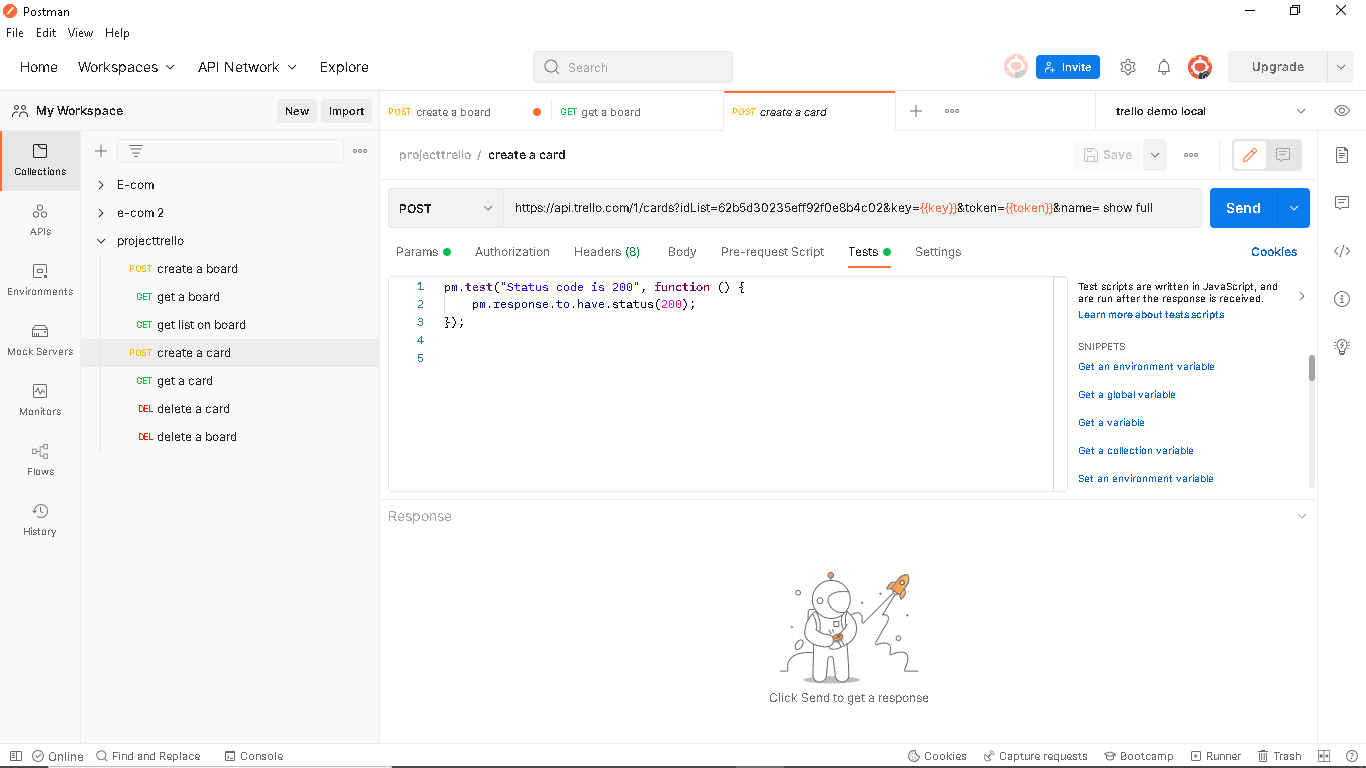 Postman
File Edit View Help
Home Workspaces API Network Explore
Search
Invite
Upgrade
My Workspace
New Import
POST create a board
GET get a board
POST create a card
trello demo local
Collections
APIs
Environments
Mock Servers
Monitors
Flows
History
E-com
e-com 2
projecttrello
POST create a board
GET get a board
GET get list on board
POST create a card
GET get a card
DEL delete a card
DEL delete a board
projecttrello / create a card
Save
POST
https://api.trello.com/1/cards?idList=62b5d30235eff92f0e8b4c02&key={{key}}&token={{token}}&name= show full
Send
Params Authorization Headers (8) Body Pre-request Script Tests Settings
Cookies
1 pm.test("Status code is 200", function () {
2 pm.response.to.have.status(200);
3 });
4
5
Test scripts are written in JavaScript, and
are run after the response is received.
Learn more about tests scripts
SNIPPETS
Get an environment variable
Get a global variable
Get a variable
Get a collection variable
Set an environment variable
Response
Click Send to get a response
Online Find and Replace Console
Cookies Capture requests Bootcamp Runner Trash